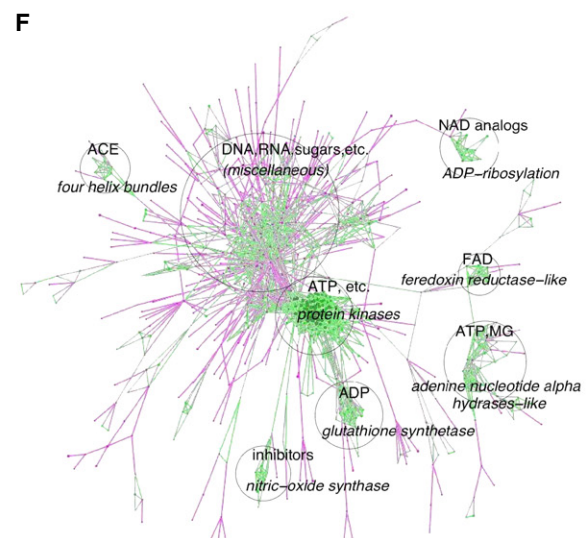 F
NAD analogs
ACE
DNA,RNA,sugars,etc.
(miscellaneous)
ADP-ribosylation
four helix bundles
FAD
feredoxin reductase-like
ATP, etc.
protein kinases
ATP,MG
adenine nucleotide alpha
hydrases-like
ADP
glutathione synthetase
inhibitors
nitric-oxide synthase